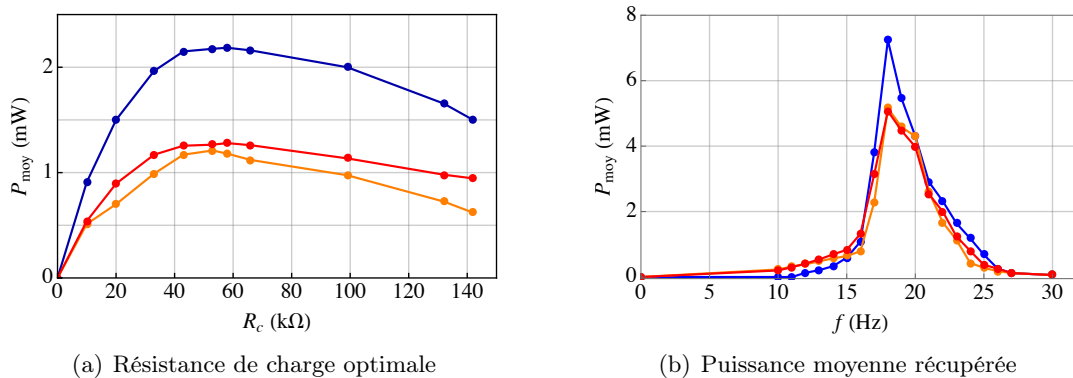 2
1
0
0 20 40 60 80 100 120 140
P_moy (mW)
R_c (kΩ)
(a) Résistance de charge optimale
8
6
4
2
0
0 5 10 15 20 25 30
P_moy (mW)
f (Hz)
(b) Puissance moyenne récupérée